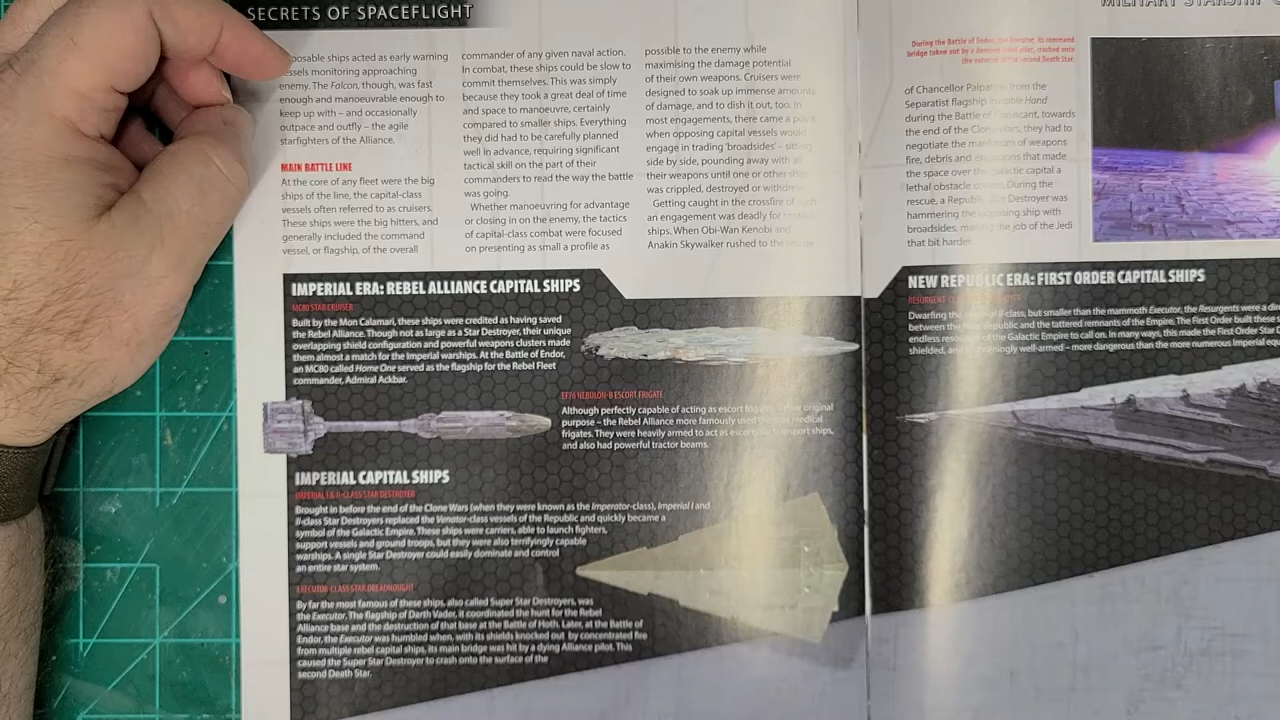 SECRETS OF SPACEFLIGHT
posable ships acted as early warning
vessels monitoring approaching
enemy. The Falcon, though, was fast
enough and manoeuvrable enough to
keep up with – and occasionally
outpace and outfly – the agile
starfighters of the Alliance.
MAIN BATTLE LINE
At the core of any fleet were the big
ships of the line, the capital-class
vessels often referred to as cruisers.
These ships were the big hitters, and
generally included the command
vessel, or flagship, of the overall
commander of any given naval action.
In combat, these ships could be slow to
commit themselves. This was simply
because they took a great deal of time
and space to manoeuvre, certainly
compared to smaller ships. Everything
they did had to be carefully planned
well in advance, requiring significant
tactical skill on the part of their
commanders to read the way the battle
was going.
Whether manoeuvring for advantage
or closing in on the enemy, the tactics
of capital-class combat were focused
on presenting as small a profile as
possible to the enemy while
maximising the damage potential
of their own weapons. Cruisers were
designed to soak up immense amounts
of damage, and to dish it out, too. In
most engagements, there came a point
when opposing capital vessels would
engage in trading 'broadsides' – sitting
side by side, pounding away with all
their weapons until one or other ship
was crippled, destroyed or withdrew.
Getting caught in the crossfire of such
an engagement was deadly for
ships. When Obi-Wan Kenobi and
Anakin Skywalker rushed to the rescue
IMPERIAL ERA: REBEL ALLIANCE CAPITAL SHIPS
MC80 STAR CRUISER
Built by the Mon Calamari, these ships were credited as having saved
the Rebel Alliance. Though not as large as a Star Destroyer, their unique
overlapping shield configuration and powerful weapons clusters made
them almost a match for the Imperial warships. At the Battle of Endor,
an MC80 called Home One served as the flagship for the Rebel Fleet
commander, Admiral Ackbar.
EF76 NEBULON-B ESCORT FRIGATE
Although perfectly capable of acting as escort frigates – their original
purpose – the Rebel Alliance more famously used them as medical
frigates. They were heavily armed to act as escorts for transport ships,
and also had powerful tractor beams.
IMPERIAL CAPITAL SHIPS
IMPERIAL I & II-CLASS STAR DESTROYER
Brought in before the end of the Clone Wars (when they were known as the Imperator-class), Imperial I and
II-class Star Destroyers replaced the Venator-class vessels of the Republic and quickly became a
symbol of the Galactic Empire. These ships were carriers, able to launch fighters,
support vessels and ground troops, but they were also terrifyingly capable
warships. A single Star Destroyer could easily dominate and control
an entire star system.
EXECUTOR-CLASS STAR DREADNOUGHT
By far the most famous of these ships, also called Super Star Destroyers, was
the Executor. The flagship of Darth Vader, it coordinated the hunt for the Rebel
Alliance base and the destruction of that base at the Battle of Hoth. Later, at the Battle of
Endor, the Executor was humbled when, with its shields knocked out by concentrated fire
from multiple rebel capital ships, its main bridge was hit by a dying Alliance pilot. This
caused the Super Star Destroyer to crash onto the surface of the
second Death Star.
MILITARY STARSHIP
During the Battle of Endor, the Executor, its command
bridge taken out by a downed rebel pilot, crashed onto
the exterior of the second Death Star.
of Chancellor Palpatine from the
Separatist flagship Invisible Hand
during the Battle of Coruscant, towards
the end of the Clone Wars, they had to
negotiate the maelstrom of weapons
fire, debris and explosions that made
the space over the galactic capital a
lethal obstacle course. During the
rescue, a Republic Star Destroyer was
hammering the opposing ship with
broadsides, making the job of the Jedi
that bit harder.
NEW REPUBLIC ERA: FIRST ORDER CAPITAL SHIPS
RESURGENT-CLASS
Dwarfing the Imperial II-class, but smaller than the mammoth Executor, the Resurgents were a
between the New Republic and the tattered remnants of the Empire. The First Order built these
endless resources of the Galactic Empire to call on. In many ways, this made the First Order Star
shielded, and well-armed – more dangerous than the more numerous Imperial